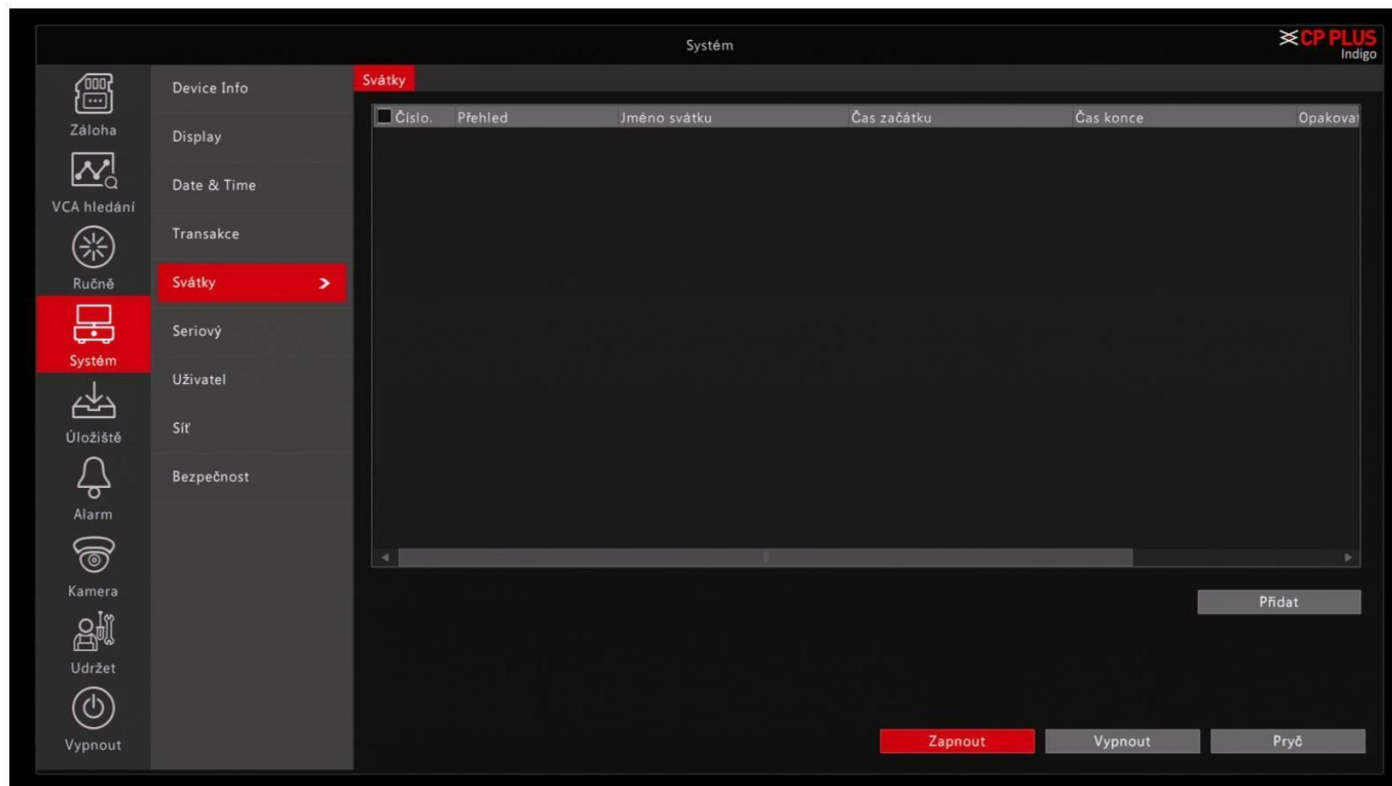 Systém
CP PLUS
Indigo
Záloha
VCA hledání
Ručně
Systém
Úložiště
Alarm
Kamera
Udržet
Vypnout
Device Info
Display
Date & Time
Transakce
Svátky
Seriový
Uživatel
Síť
Bezpečnost
Svátky
Číslo. Přehled Jméno svátku Čas začátku Čas konce Opakovat
Přidat
Zapnout Vypnout Pryč